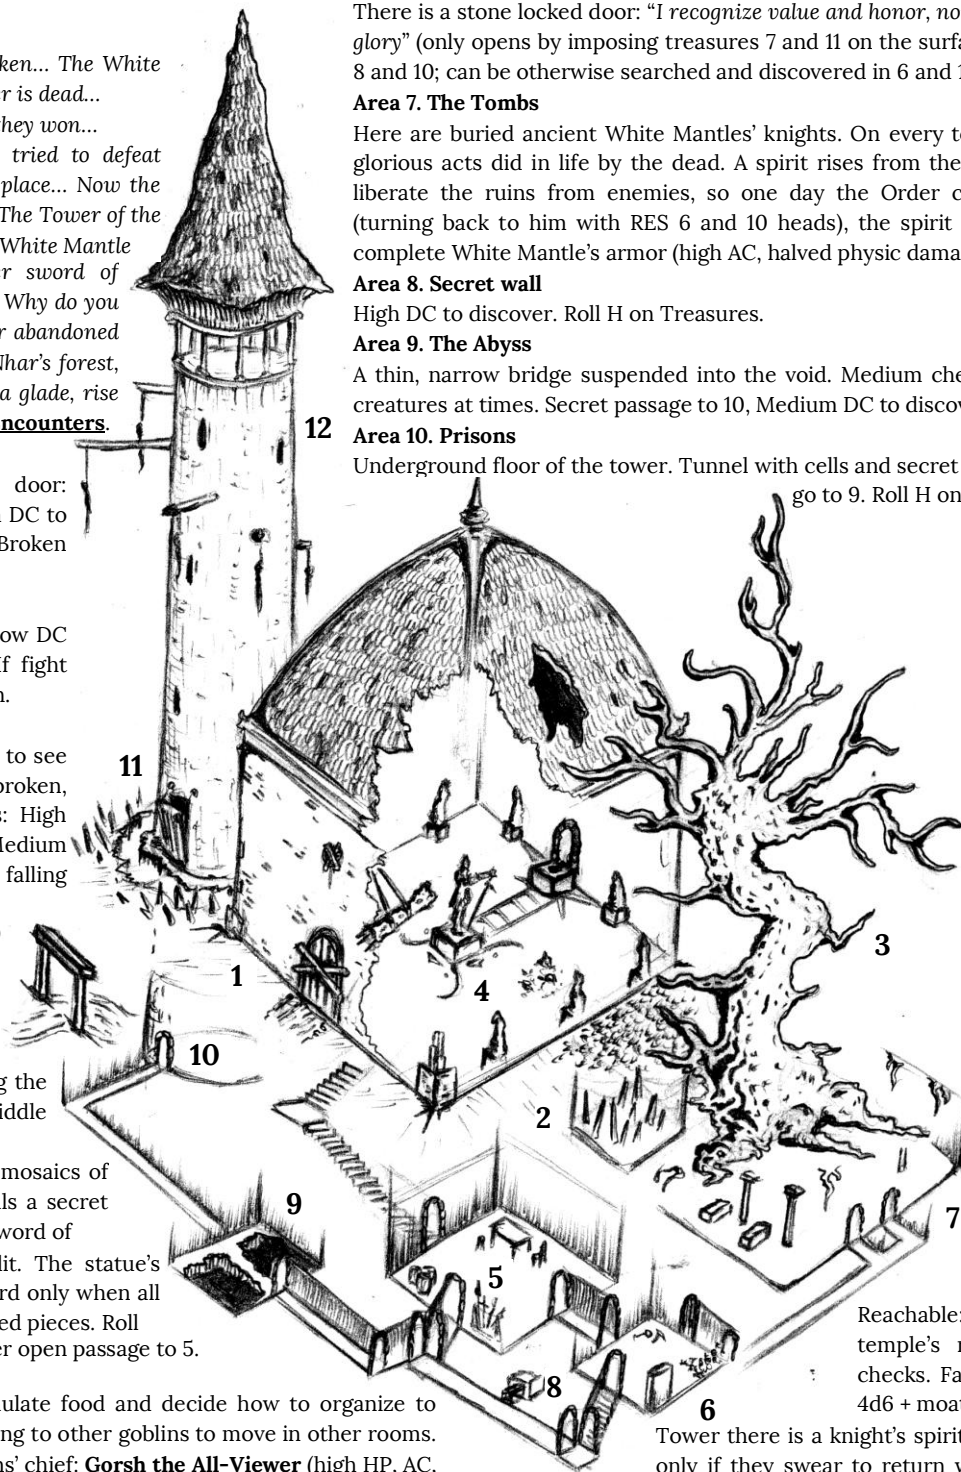 There is a stone locked door: “I recognize value and honor, no
glory” (only opens by imposing treasures 7 and 11 on the
8 and 10; can be otherwise searched and discovered in 6 and
Area 7. The Tombs
Here are buried ancient White Mantles’ knights. On every
glorious acts did in life by the dead. A spirit rises from the
liberate the ruins from enemies, so one day the Order
(turning back to him with RES 6 and 10 heads), the spirit
complete White Mantle’s armor (high AC, halved physic
Area 8. Secret wall
High DC to discover. Roll H on Treasures.
Area 9. The Abyss
A thin, narrow bridge suspended into the void. Medium
creatures at times. Secret passage to 10, Medium DC to
Area 10. Prisons
Underground floor of the tower. Tunnel with cells and secret
go to 9. Roll H on
ken… The White
r is dead…
they won…
tried to defeat
place… Now the
The Tower of the
White Mantle
er sword of
Why do you
r abandoned
Nhar’s forest,
a glade, rise
ncounters.
door:
DC to
Broken
ow DC
If fight
to see
broken,
: High
Medium
falling
g the
iddle
mosaics of
ls a secret
word of
lit. The statue’s
rd only when all
ed pieces. Roll
er open passage to 5.
ulate food and decide how to organize to
ng to other goblins to move in other rooms.
ns’ chief: Gorsh the All-Viewer (high HP, AC,
12
11
3
1
4
10
2
9
7
5
8
6
Reachable:
temple’s
checks.
4d6 +
Tower there is a knight’s spirit
only if they swear to return